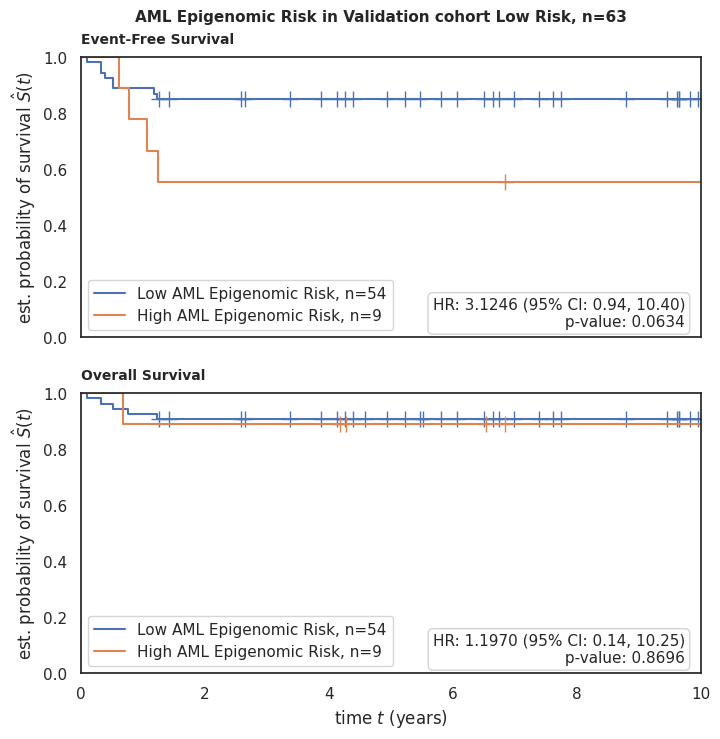 AML Epigenomic Risk in Validation cohort Low Risk, n=63
Event-Free Survival
est. probability of survival Ŝ(t)
1.0
0.8
0.6
0.4
0.2
0.0
Low AML Epigenomic Risk, n=54
High AML Epigenomic Risk, n=9
HR: 3.1246 (95% CI: 0.94, 10.40)
p-value: 0.0634
Overall Survival
est. probability of survival Ŝ(t)
1.0
0.8
0.6
0.4
0.2
0.0
Low AML Epigenomic Risk, n=54
High AML Epigenomic Risk, n=9
HR: 1.1970 (95% CI: 0.14, 10.25)
p-value: 0.8696
0 2 4 6 8 10
time t (years)